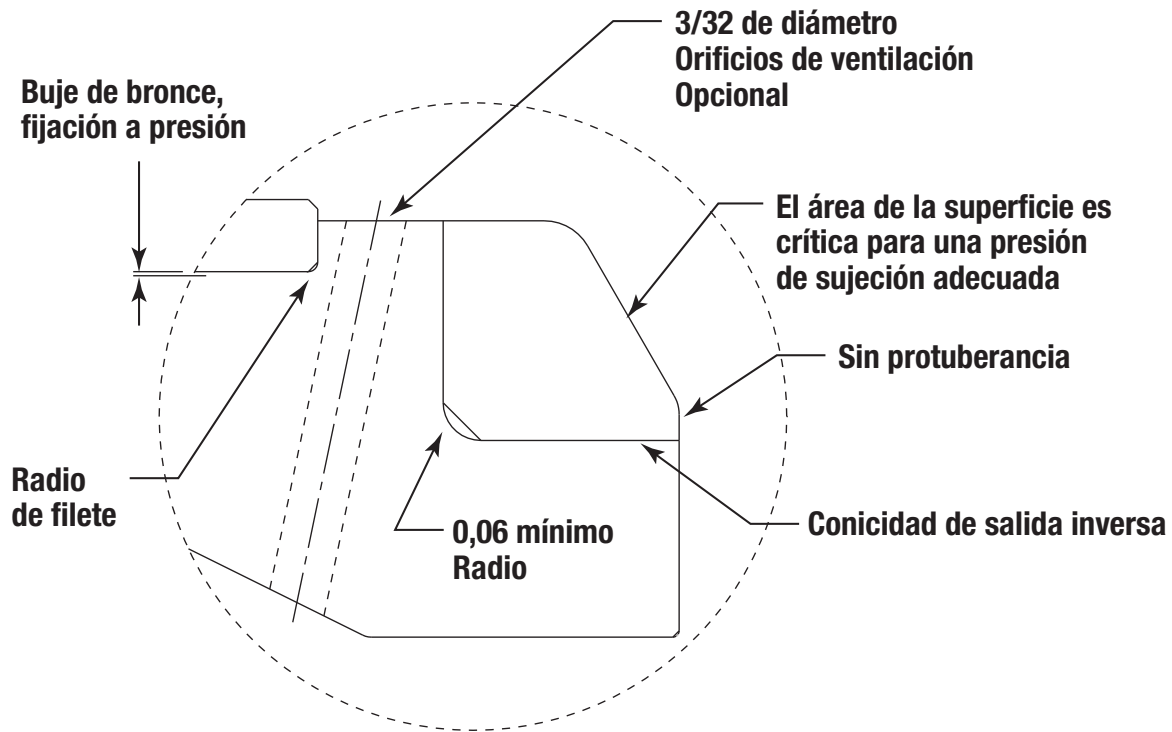 3/32 de diámetro
Orificios de ventilación
Opcional
Buje de bronce,
fijación a presión
El área de la superficie es
crítica para una presión
de sujeción adecuada
Sin protuberancia
Radio
de filete
0,06 mínimo
Radio
Conicidad de salida inversa